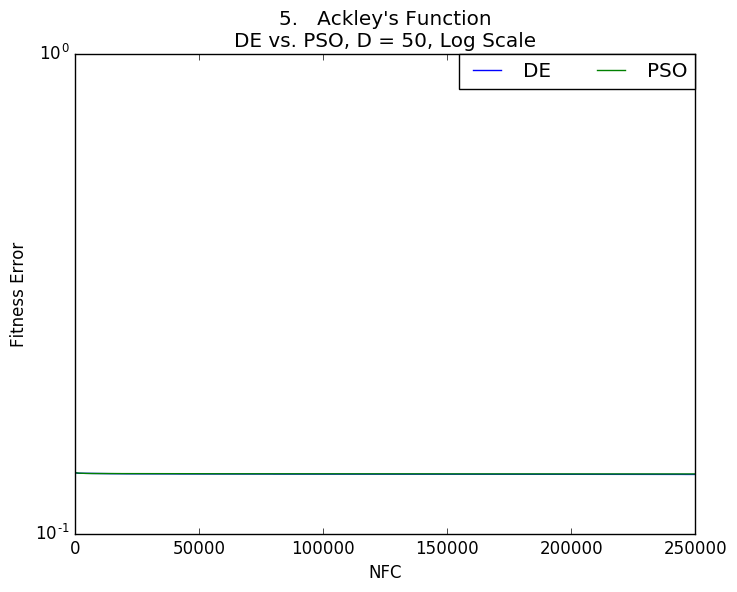 5.   Ackley's Function
DE vs. PSO, D = 50, Log Scale
10^0
DE PSO
Fitness Error
10^-1
0 50000 100000 150000 200000 250000
NFC